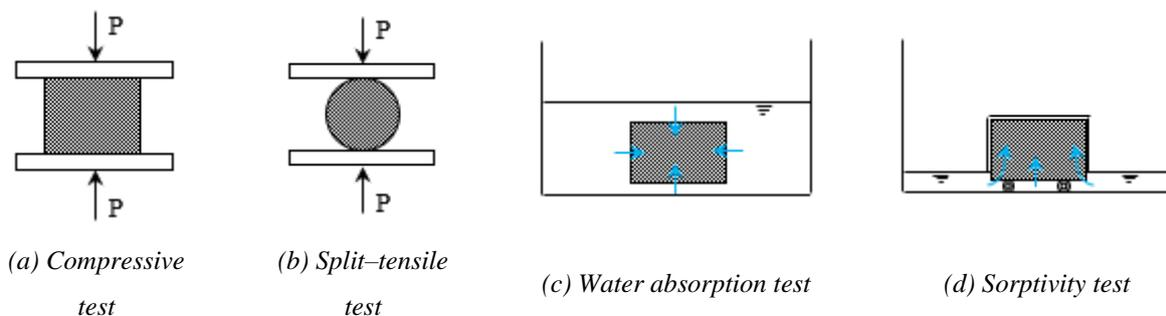 P
P
P
P
(a) Compressive
test
(b) Split–tensile
test
(c) Water absorption test
(d) Sorptivity test